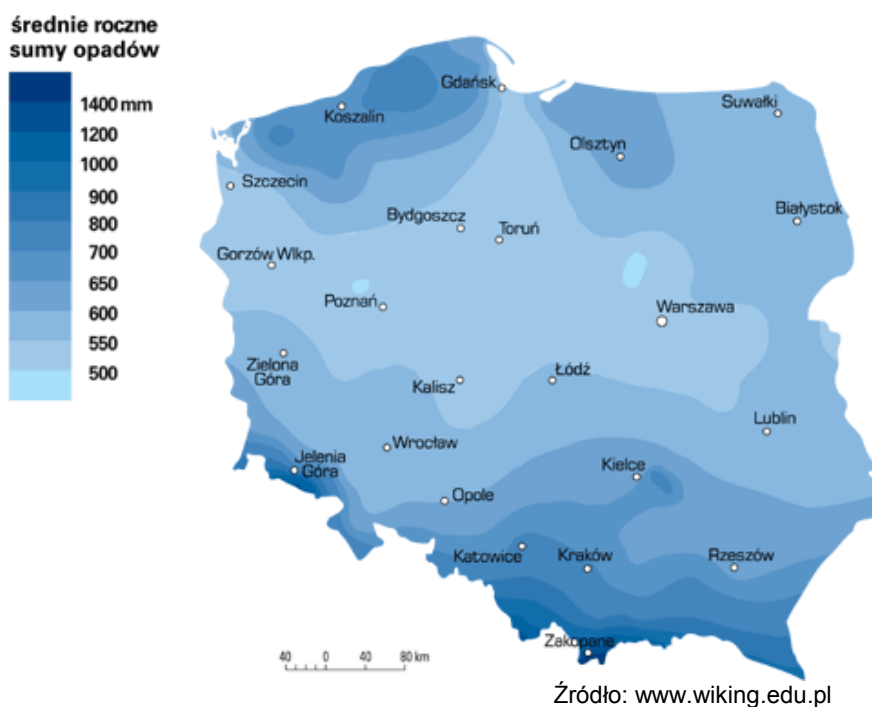 średnie roczne
sumy opadów
1400 mm
1200
1000
900
800
700
650
600
550
500
Gdańsk
Koszalin
Suwałki
Olsztyn
Szczecin
Białystok
Bydgoszcz
Toruń
Gorzów Wlkp.
Poznań
Warszawa
Zielona
Góra
Kalisz
Łódź
Lublin
Wrocław
Jelenia
Góra
Kielce
Opole
Katowice
Kraków
Rzeszów
Zakopane
40 0 40 80 km
Źródło: www.wiking.edu.pl